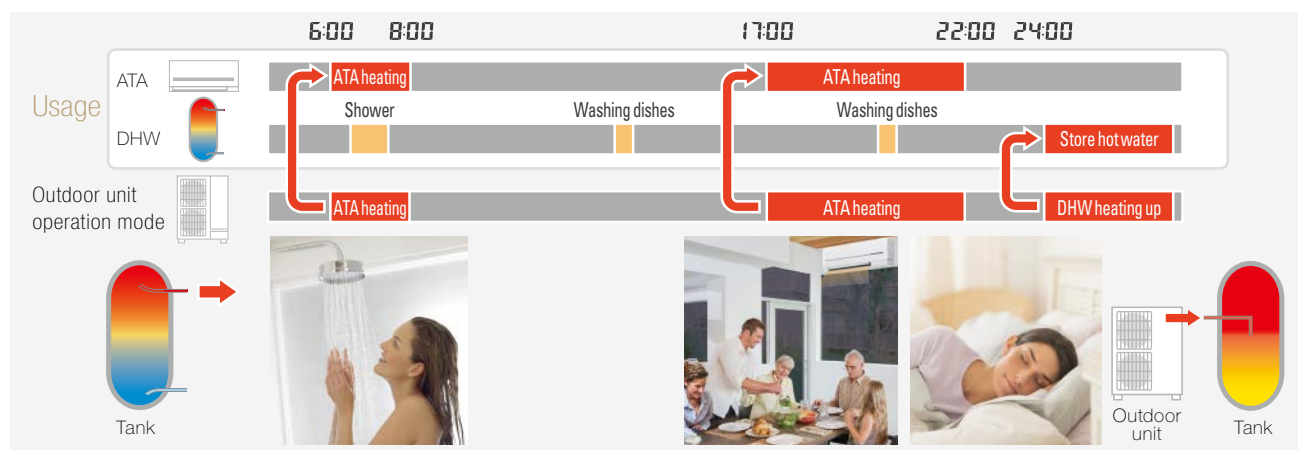 6:00 8:00 17:00 22:00 24:00
ATA
ATA heating ATA heating
Usage
Shower Washing dishes Washing dishes
DHW
Store hot water
Outdoor unit
operation mode
ATA heating ATA heating DHW heating up
Tank
Outdoor
unit
Tank